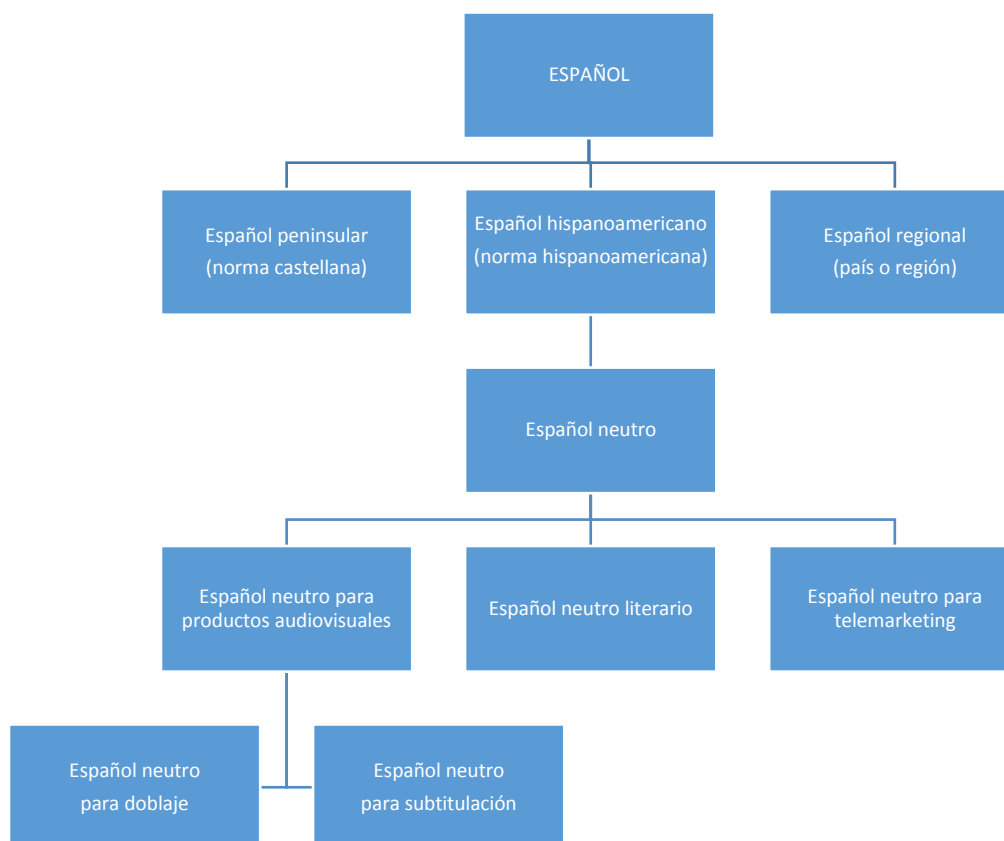 ESPAÑOL
Español peninsular
(norma castellana)
Español hispanoamericano
(norma hispanoamericana)
Español regional
(país o región)
Español neutro
Español neutro para
productos audiovisuales
Español neutro literario
Español neutro para
telemarketing
Español neutro
para doblaje
Español neutro
para subtitulación